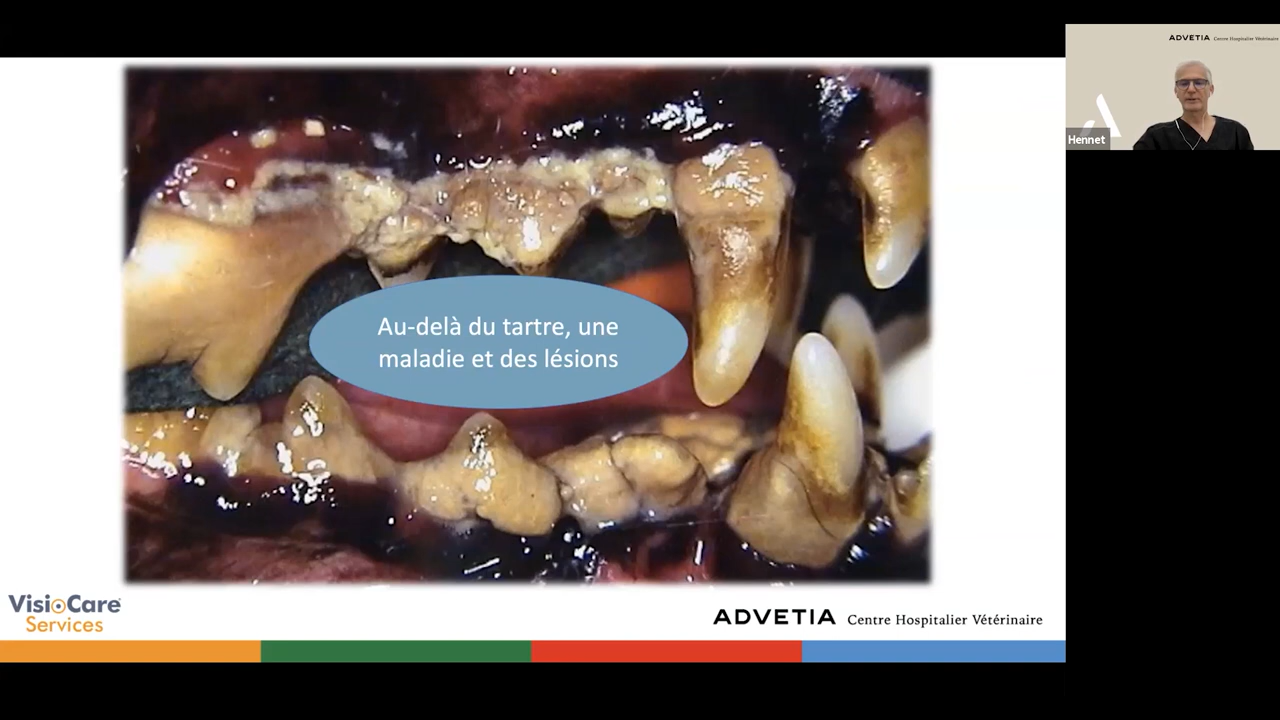 ADVETIA Centre Hospitalier Vétérinaire
Hennet
Au-delà du tartre, une
maladie et des lésions
VisioCare
Services
ADVETIA Centre Hospitalier Vétérinaire